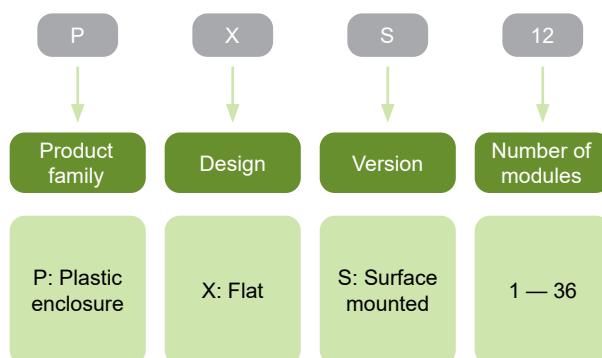 P
X
S
12
Product
family
Design
Version
Number of
modules
P: Plastic
enclosure
X: Flat
S: Surface
mounted
1 — 36